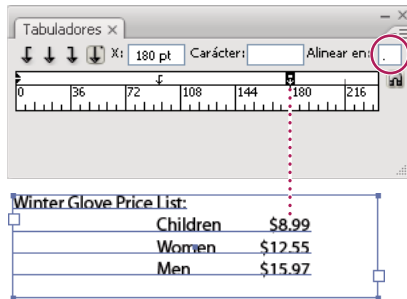 Tabuladores ×
X: 180 pt Carácter: Alinear en: .
0 36 72 108 144 180 216
Winter Glove Price List:
Children $8.99
Women $12.55
Men $15.97